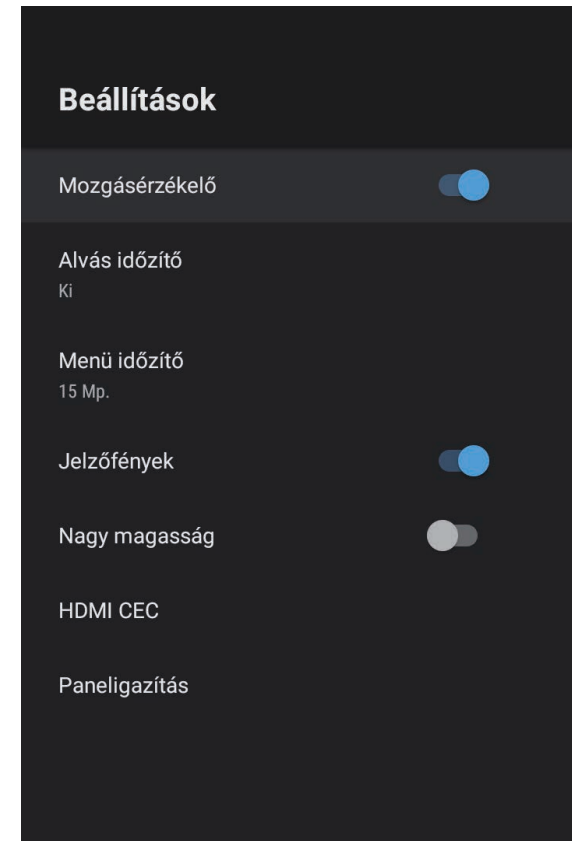 Beállítások
Mozgásérzékelő
Alvás időzítő
Ki
Menü időzítő
15 Mp.
Jelzőfények
Nagy magasság
HDMI CEC
Paneligazítás